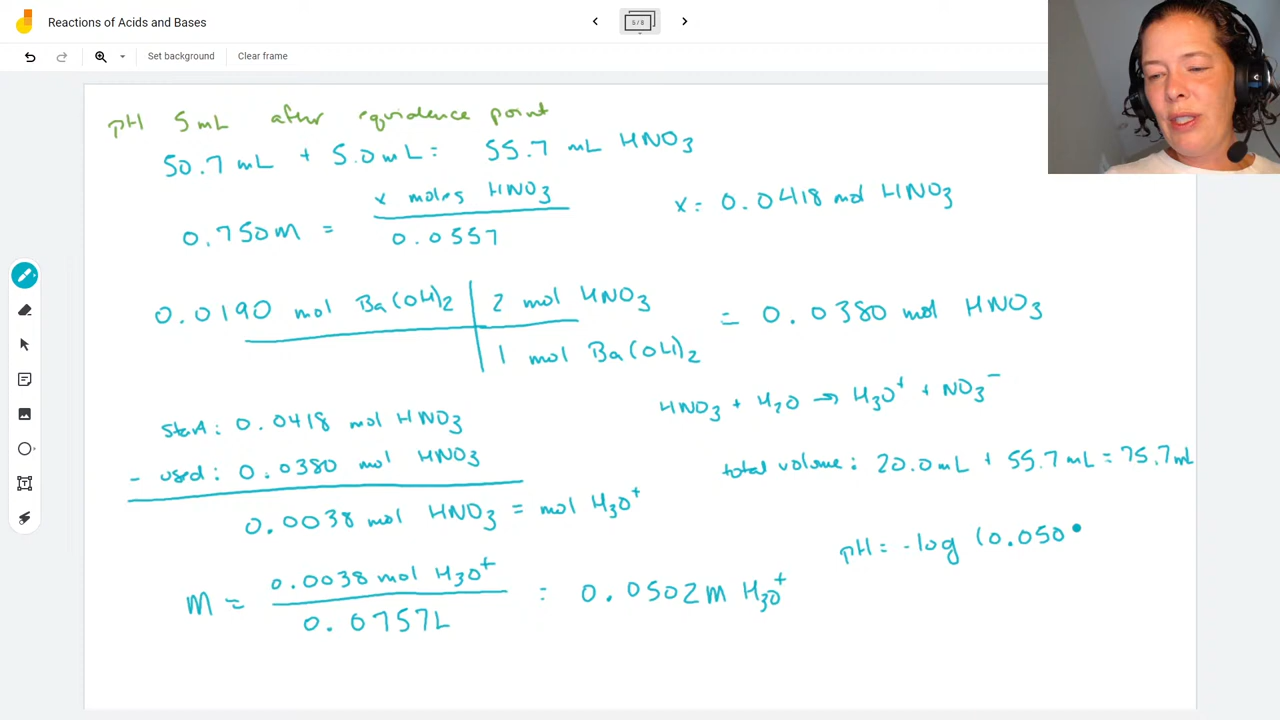 Reactions of Acids and Bases
5/8
Set background
Clear frame
pH 5 mL after equidence point
50.7 mL + 5.0 mL = 55.7 mL HNO3
0.750 M = x moles HNO3 / 0.0557
x = 0.0418 mol HNO3
0.0190 mol Ba(OH)2 | 2 mol HNO3
1 mol Ba(OH)2
= 0.0380 mol HNO3
HNO3 + H2O → H3O+ + NO3−
start: 0.0418 mol HNO3
- used: 0.0380 mol HNO3
total volume: 20.0 mL + 55.7 mL = 75.7 mL
0.0038 mol HNO3 = mol H3O+
pH = -log (0.050
M = 0.0038 mol H3O+ / 0.0757 L = 0.0502 M H3O+